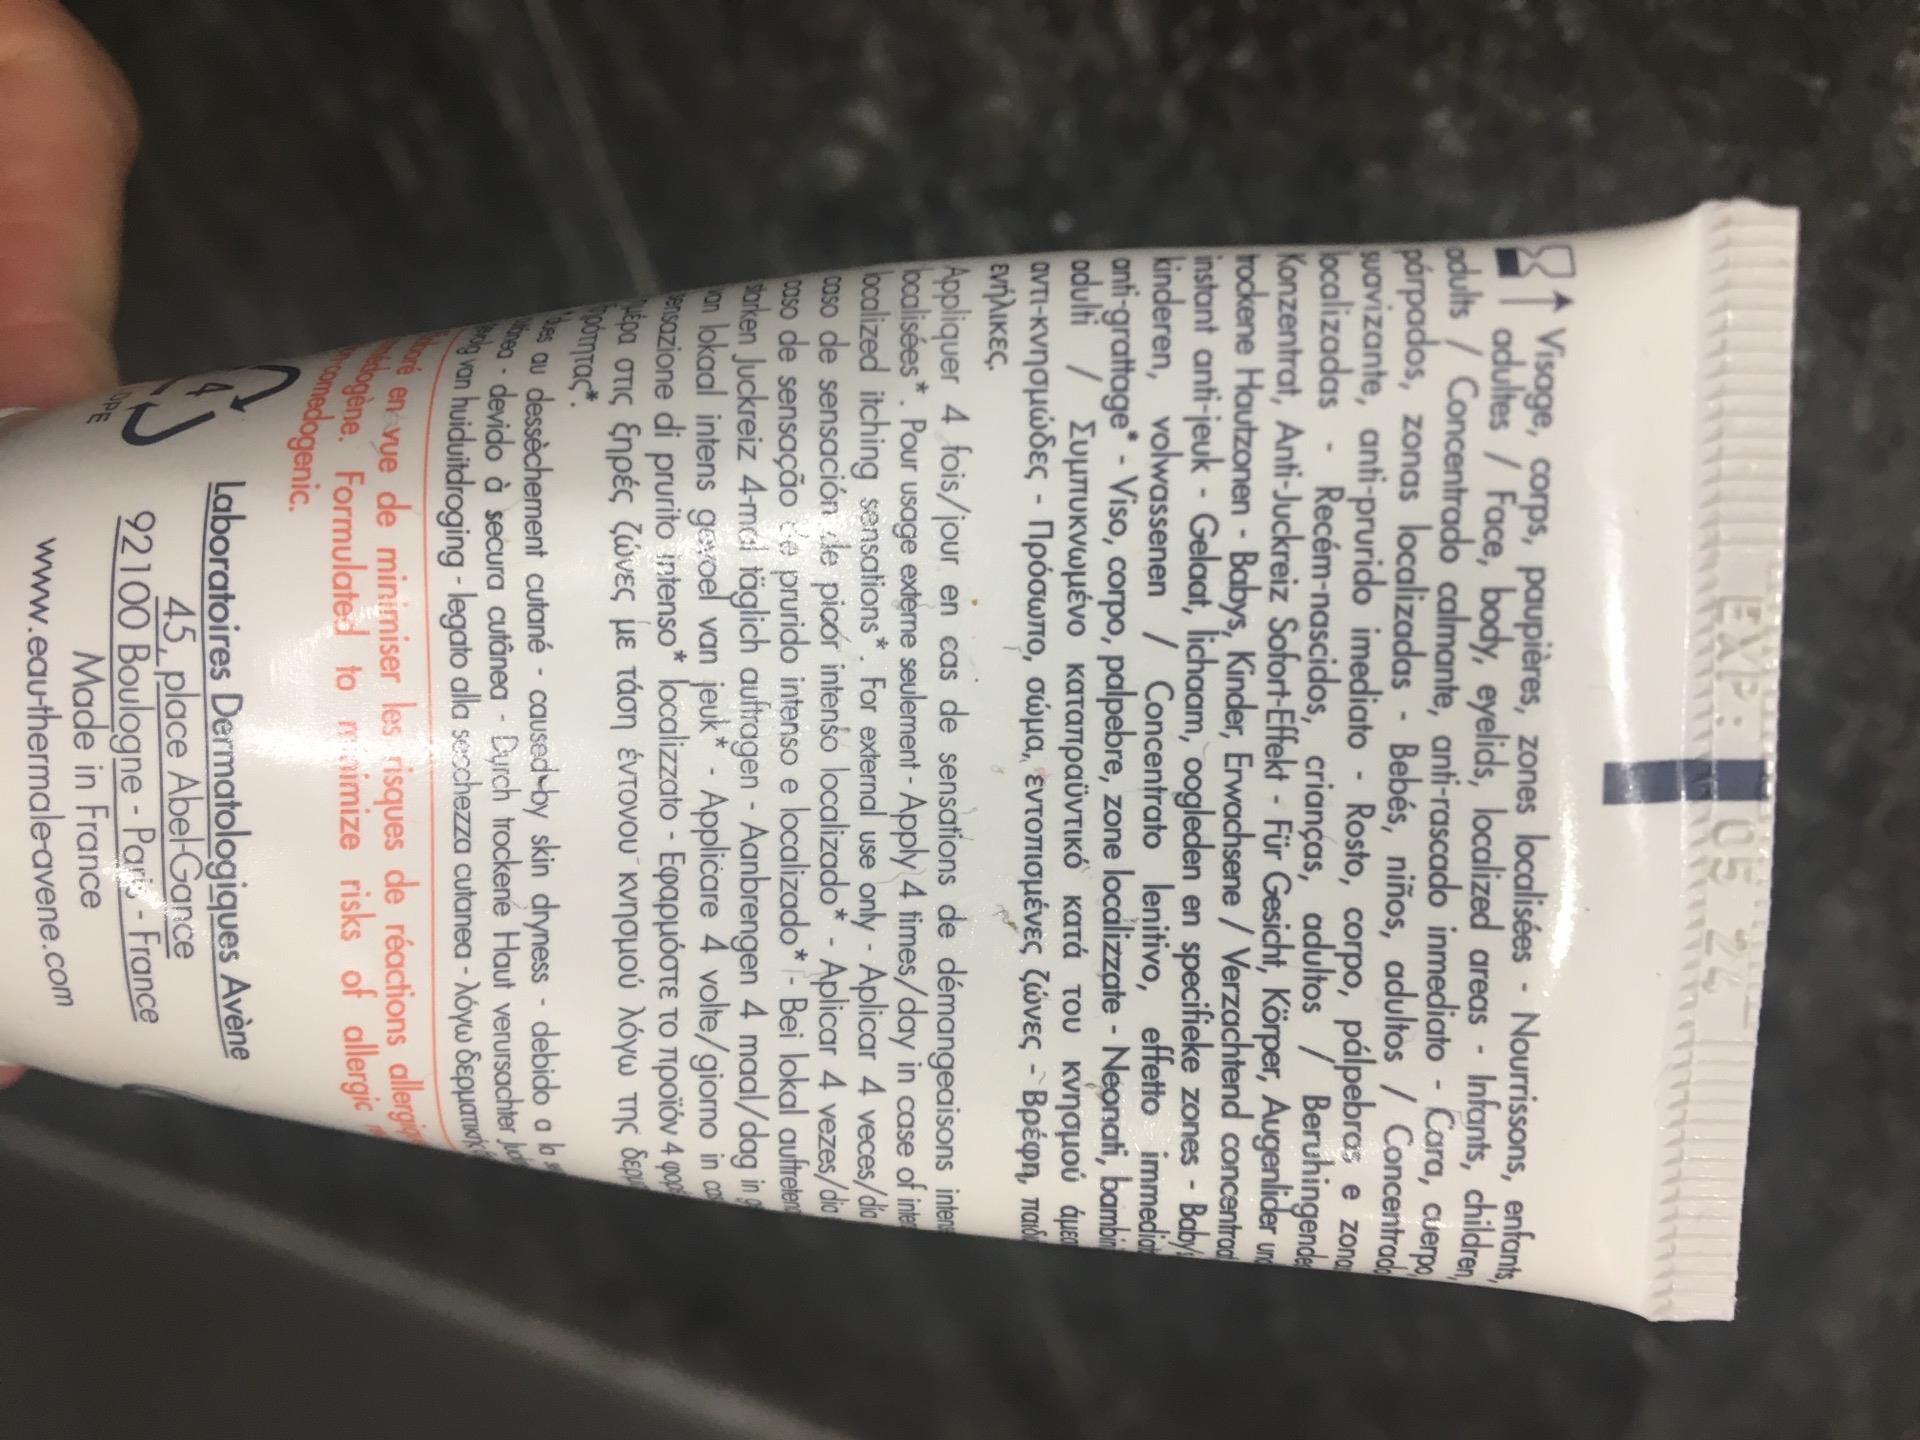 EXP: 05 24
Visage, corps, paupières, zones localisées - Nourrissons, enfants,
adultes / Face, body, eyelids, localized areas - Infants, children,
adults / Concentrado calmante, anti-rascado inmediato - Cara, cuerpo,
párpados, zonas localizadas - Bebés, niños, adultos / Concentrado
suavizante, anti-prurido imediato - Rosto, corpo, pálpebras e zona
localizadas - Recém-nascidos, crianças, adultos / Beruhingende
Konzentrat, Anti-Juckreiz Sofort-Effekt - Für Gesicht, Körper, Augenlider un
trockene Hautzonen - Babys, Kinder, Erwachsene / Verzachtend concentraat
instant anti-jeuk - Gelaat, lichaam, oogleden en specifieke zones - Baby
kinderen, volwassenen / Concentrato lenitivo, effetto immedia
anti-grattage* - Viso, corpo, palpebre, zone localizzate - Neonati, bambin
adulti / Συμπυκνωμένο καταπραϋντικό κατά του κνησμού άμεσ
αντι-κνησμώδες - Πρόσωπο, σώμα, εντοπισμένες ζώνες - Βρέφη, παιδι
ενήλικες.
Appliquer 4 fois/jour en cas de sensations de démangeaisons intens
localisées*. Pour usage externe seulement - Apply 4 times/day in case of inten
localized itching sensations*. For external use only - Aplicar 4 veces/día
caso de sensación de picor intenso localizado* - Aplicar 4 vezes/dia
caso de sensação de prurido intenso e localizado* - Bei lokal auftreten
starken Juckreiz 4-mal täglich auftragen - Aanbrengen 4 maal/dag in g
van lokaal intens gevoel van jeuk* - Applicare 4 volte/giorno in cas
sensazione di prurito intenso* localizzato - Εφαρμόστε το προϊόν 4 φορέ
ημέρα στις ξηρές ζώνες με τάση έντονου κνησμού λόγω της δερμ
ξηρότητας*.
*dues au dessèchement cutané - caused by skin dryness - debido a la
cutánea - devido à secura cutânea - Durch trockene Haut verursachter
gevolg van huiduitdroging - legato alla secchezza cutanea - λόγω δερματική
Élaboré en vue de minimiser les risques de réactions allergiq
comédogène. Formulated to minimize risks of allergic
comedogenic.
4
Laboratoires Dermatologiques Avène
45, place Abel-Gance
92100 Boulogne - Paris - France
Made in France
www.eau-thermale-avene.com